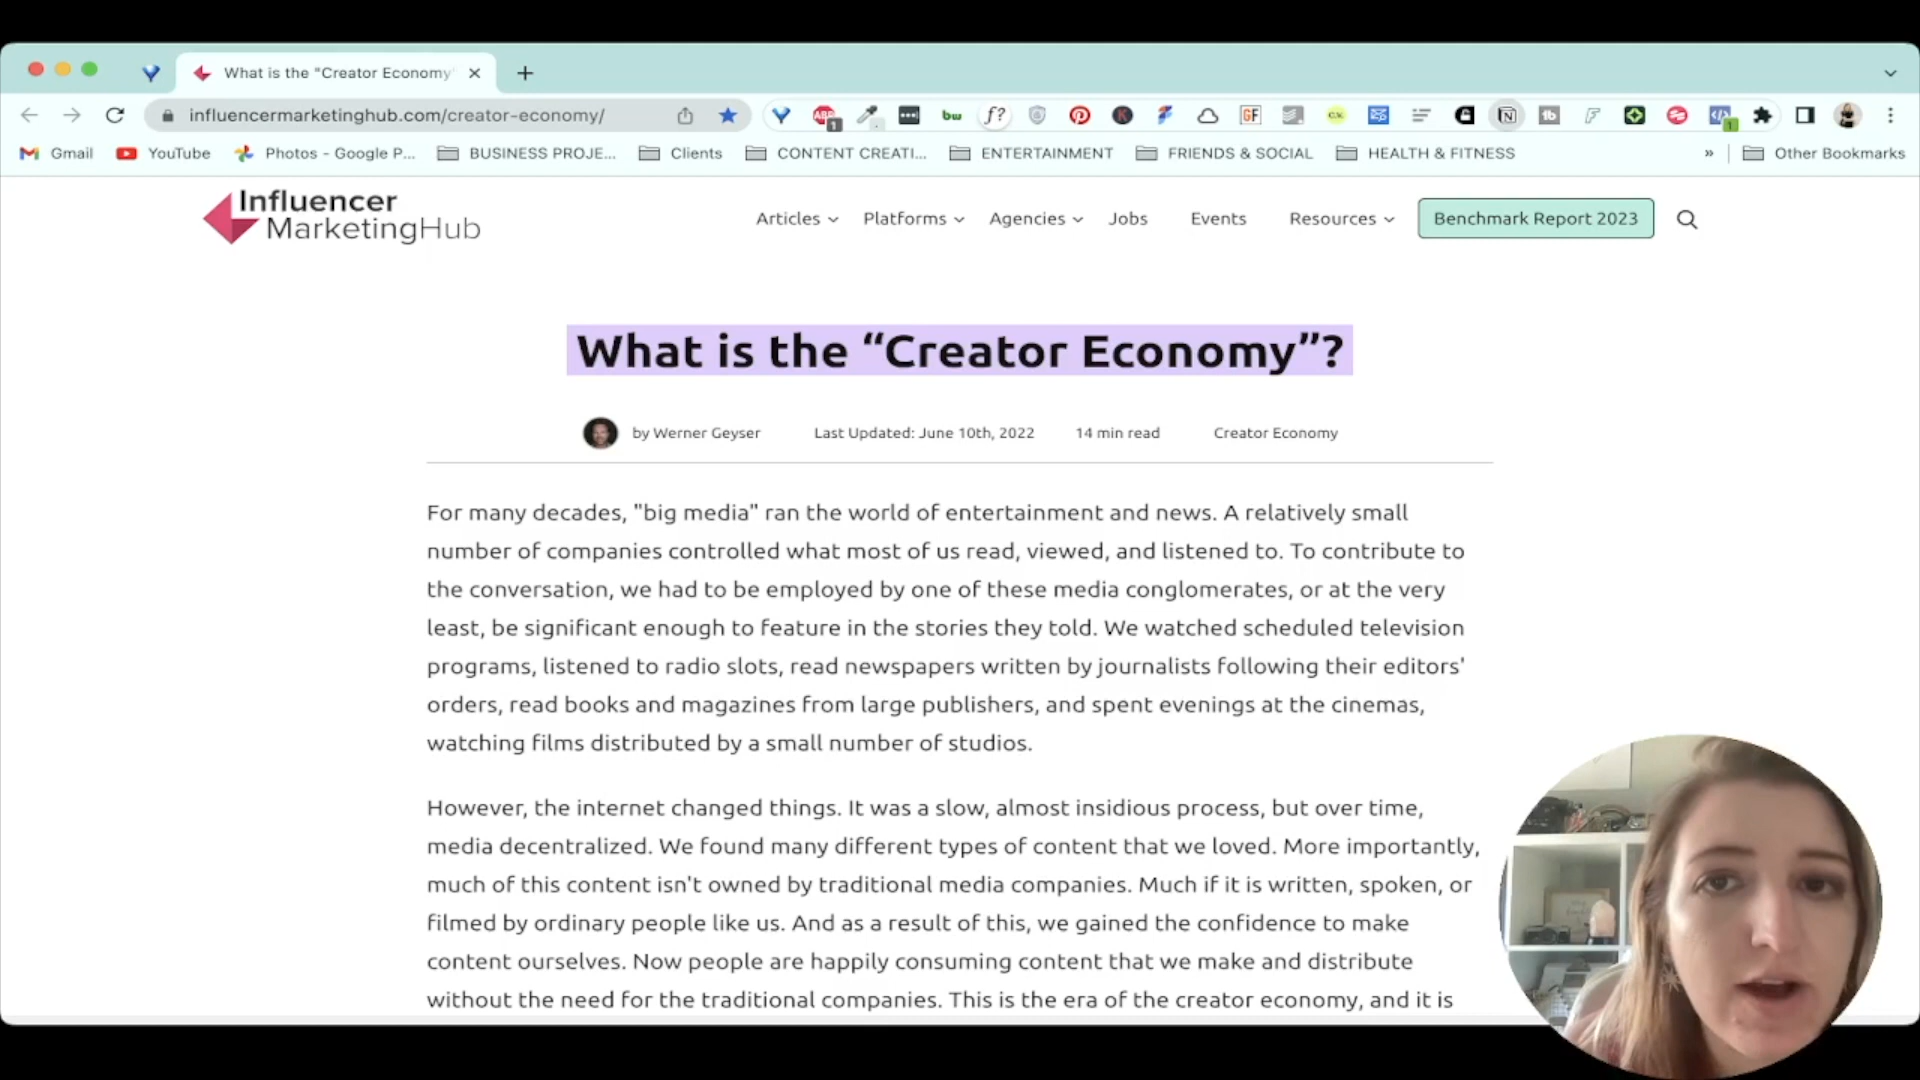 What is the "Creator Economy"
influencermarketinghub.com/creator-economy/
ABP
1
bw
f?
GF
C.V.
tb
1
Gmail
YouTube
Photos - Google P...
BUSINESS PROJE...
Clients
CONTENT CREATI...
ENTERTAINMENT
FRIENDS & SOCIAL
HEALTH & FITNESS
»
Other Bookmarks
Influencer
MarketingHub
Articles
Platforms
Agencies
Jobs
Events
Resources
Benchmark Report 2023
What is the “Creator Economy”?
by Werner Geyser
Last Updated: June 10th, 2022
14 min read
Creator Economy
For many decades, "big media" ran the world of entertainment and news. A relatively small
number of companies controlled what most of us read, viewed, and listened to. To contribute to
the conversation, we had to be employed by one of these media conglomerates, or at the very
least, be significant enough to feature in the stories they told. We watched scheduled television
programs, listened to radio slots, read newspapers written by journalists following their editors'
orders, read books and magazines from large publishers, and spent evenings at the cinemas,
watching films distributed by a small number of studios.
However, the internet changed things. It was a slow, almost insidious process, but over time,
media decentralized. We found many different types of content that we loved. More importantly,
much of this content isn't owned by traditional media companies. Much if it is written, spoken, or
filmed by ordinary people like us. And as a result of this, we gained the confidence to make
content ourselves. Now people are happily consuming content that we make and distribute
without the need for the traditional companies. This is the era of the creator economy, and it is